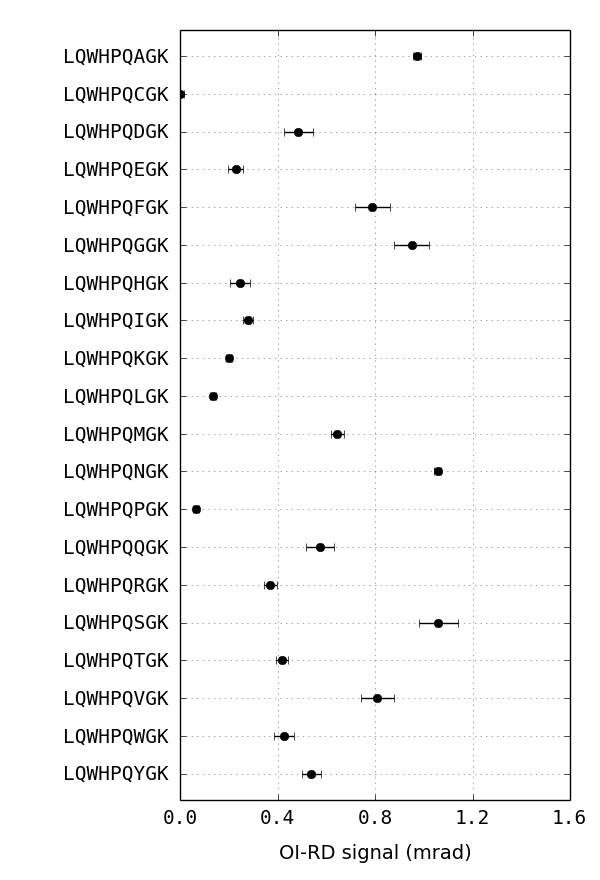 LQWHPQAGK
LQWHPQCGK
LQWHPQDGK
LQWHPQEGK
LQWHPQFGK
LQWHPQGGK
LQWHPQHGK
LQWHPQIGK
LQWHPQKGK
LQWHPQLGK
LQWHPQMGK
LQWHPQNGK
LQWHPQPGK
LQWHPQQGK
LQWHPQRGK
LQWHPQSGK
LQWHPQTGK
LQWHPQVGK
LQWHPQWGK
LQWHPQYGK
0.0 0.4 0.8 1.2 1.6
OI-RD signal (mrad)